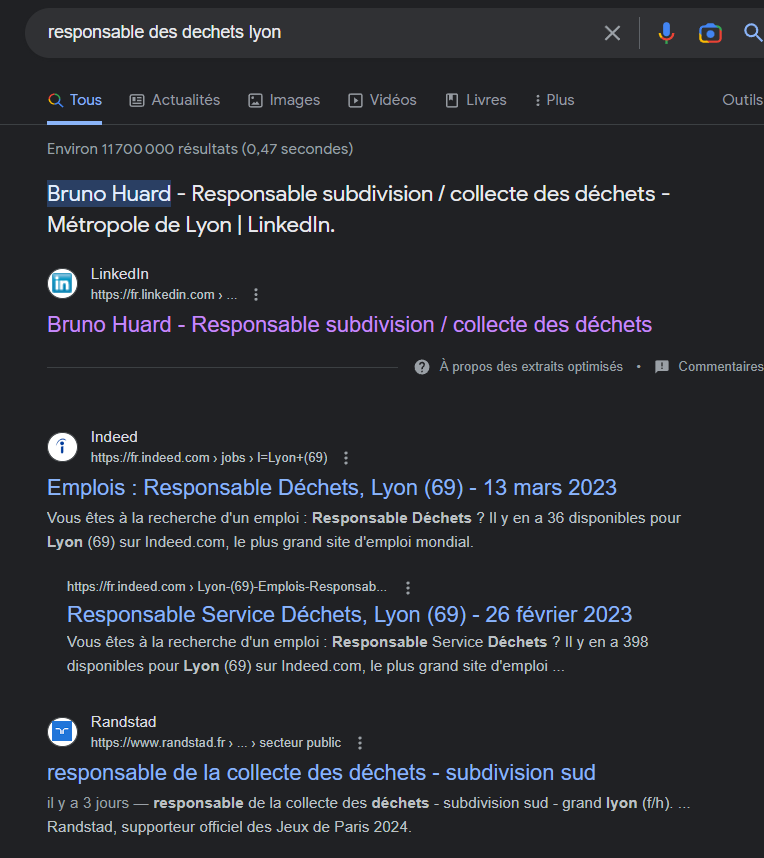 responsable des dechets lyon
Tous Actualités Images Vidéos Livres Plus Outils
Environ 11 700 000 résultats (0,47 secondes)
Bruno Huard - Responsable subdivision / collecte des déchets -
Métropole de Lyon | LinkedIn.
LinkedIn
https://fr.linkedin.com › ...
Bruno Huard - Responsable subdivision / collecte des déchets
À propos des extraits optimisés • Commentaires
Indeed
https://fr.indeed.com › jobs › l=Lyon+(69)
Emplois : Responsable Déchets, Lyon (69) - 13 mars 2023
Vous êtes à la recherche d'un emploi : Responsable Déchets ? Il y en a 36 disponibles pour
Lyon (69) sur Indeed.com, le plus grand site d'emploi mondial.
https://fr.indeed.com › Lyon-(69)-Emplois-Responsab...
Responsable Service Déchets, Lyon (69) - 26 février 2023
Vous êtes à la recherche d'un emploi : Responsable Service Déchets ? Il y en a 398
disponibles pour Lyon (69) sur Indeed.com, le plus grand site d'emploi ...
Randstad
https://www.randstad.fr › ... › secteur public
responsable de la collecte des déchets - subdivision sud
il y a 3 jours — responsable de la collecte des déchets - subdivision sud - grand lyon (f/h). ...
Randstad, supporteur officiel des Jeux de Paris 2024.